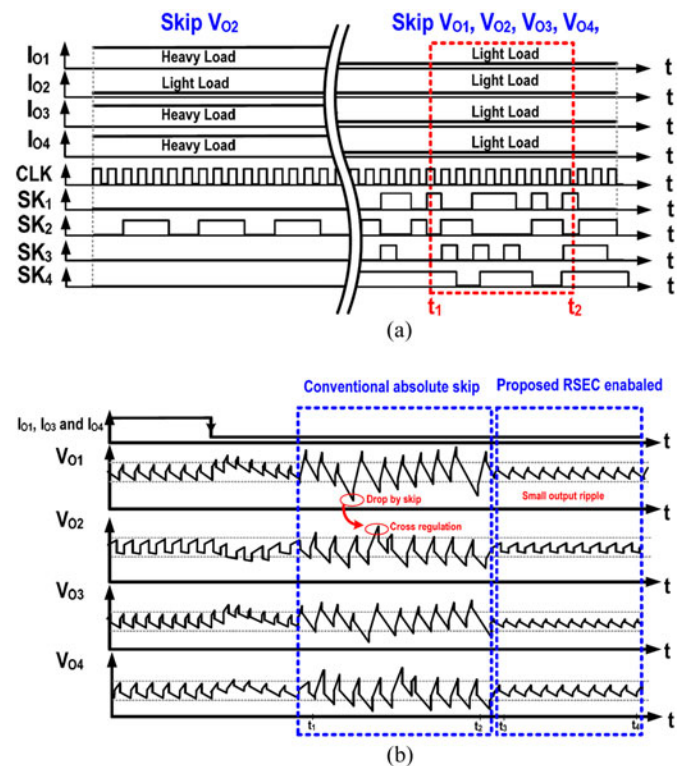 Skip VO2 Skip VO1, VO2, VO3, VO4,
IO1 Heavy Load Light Load t
IO2 Light Load Light Load t
IO3 Heavy Load Light Load t
IO4 Heavy Load Light Load t
CLK t
SK1 t
SK2 t
SK3 t
SK4 t
t1 t2
(a)
Conventional absolute skip Proposed RSEC enabaled
IO1, IO3 and IO4 t
VO1 t
Drop by skip Small output ripple
Cross regulation
VO2 t
VO3 t
VO4 t
t1 t2 t3 t4
(b)